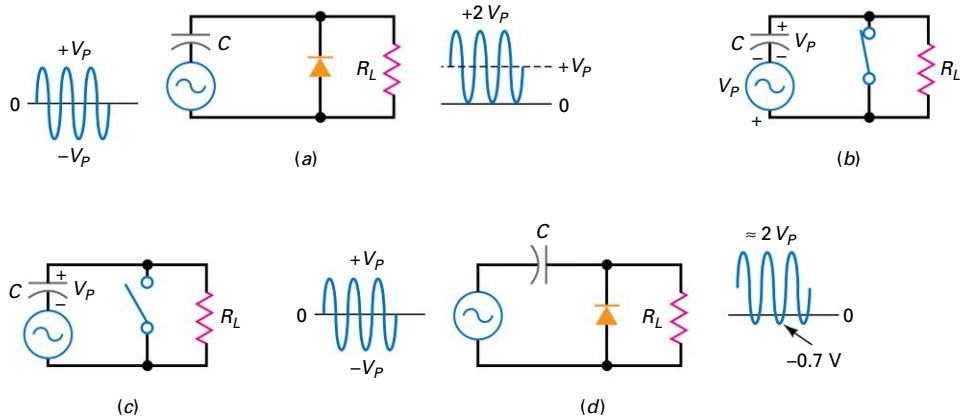 +V_P
0
−V_P
C
R_L
+2 V_P
+V_P
0
(a)
C
+
V_P
− −
V_P
+
R_L
(b)
C
+
V_P
−
R_L
(c)
+V_P
0
−V_P
C
R_L
≈ 2 V_P
0
−0.7 V
(d)